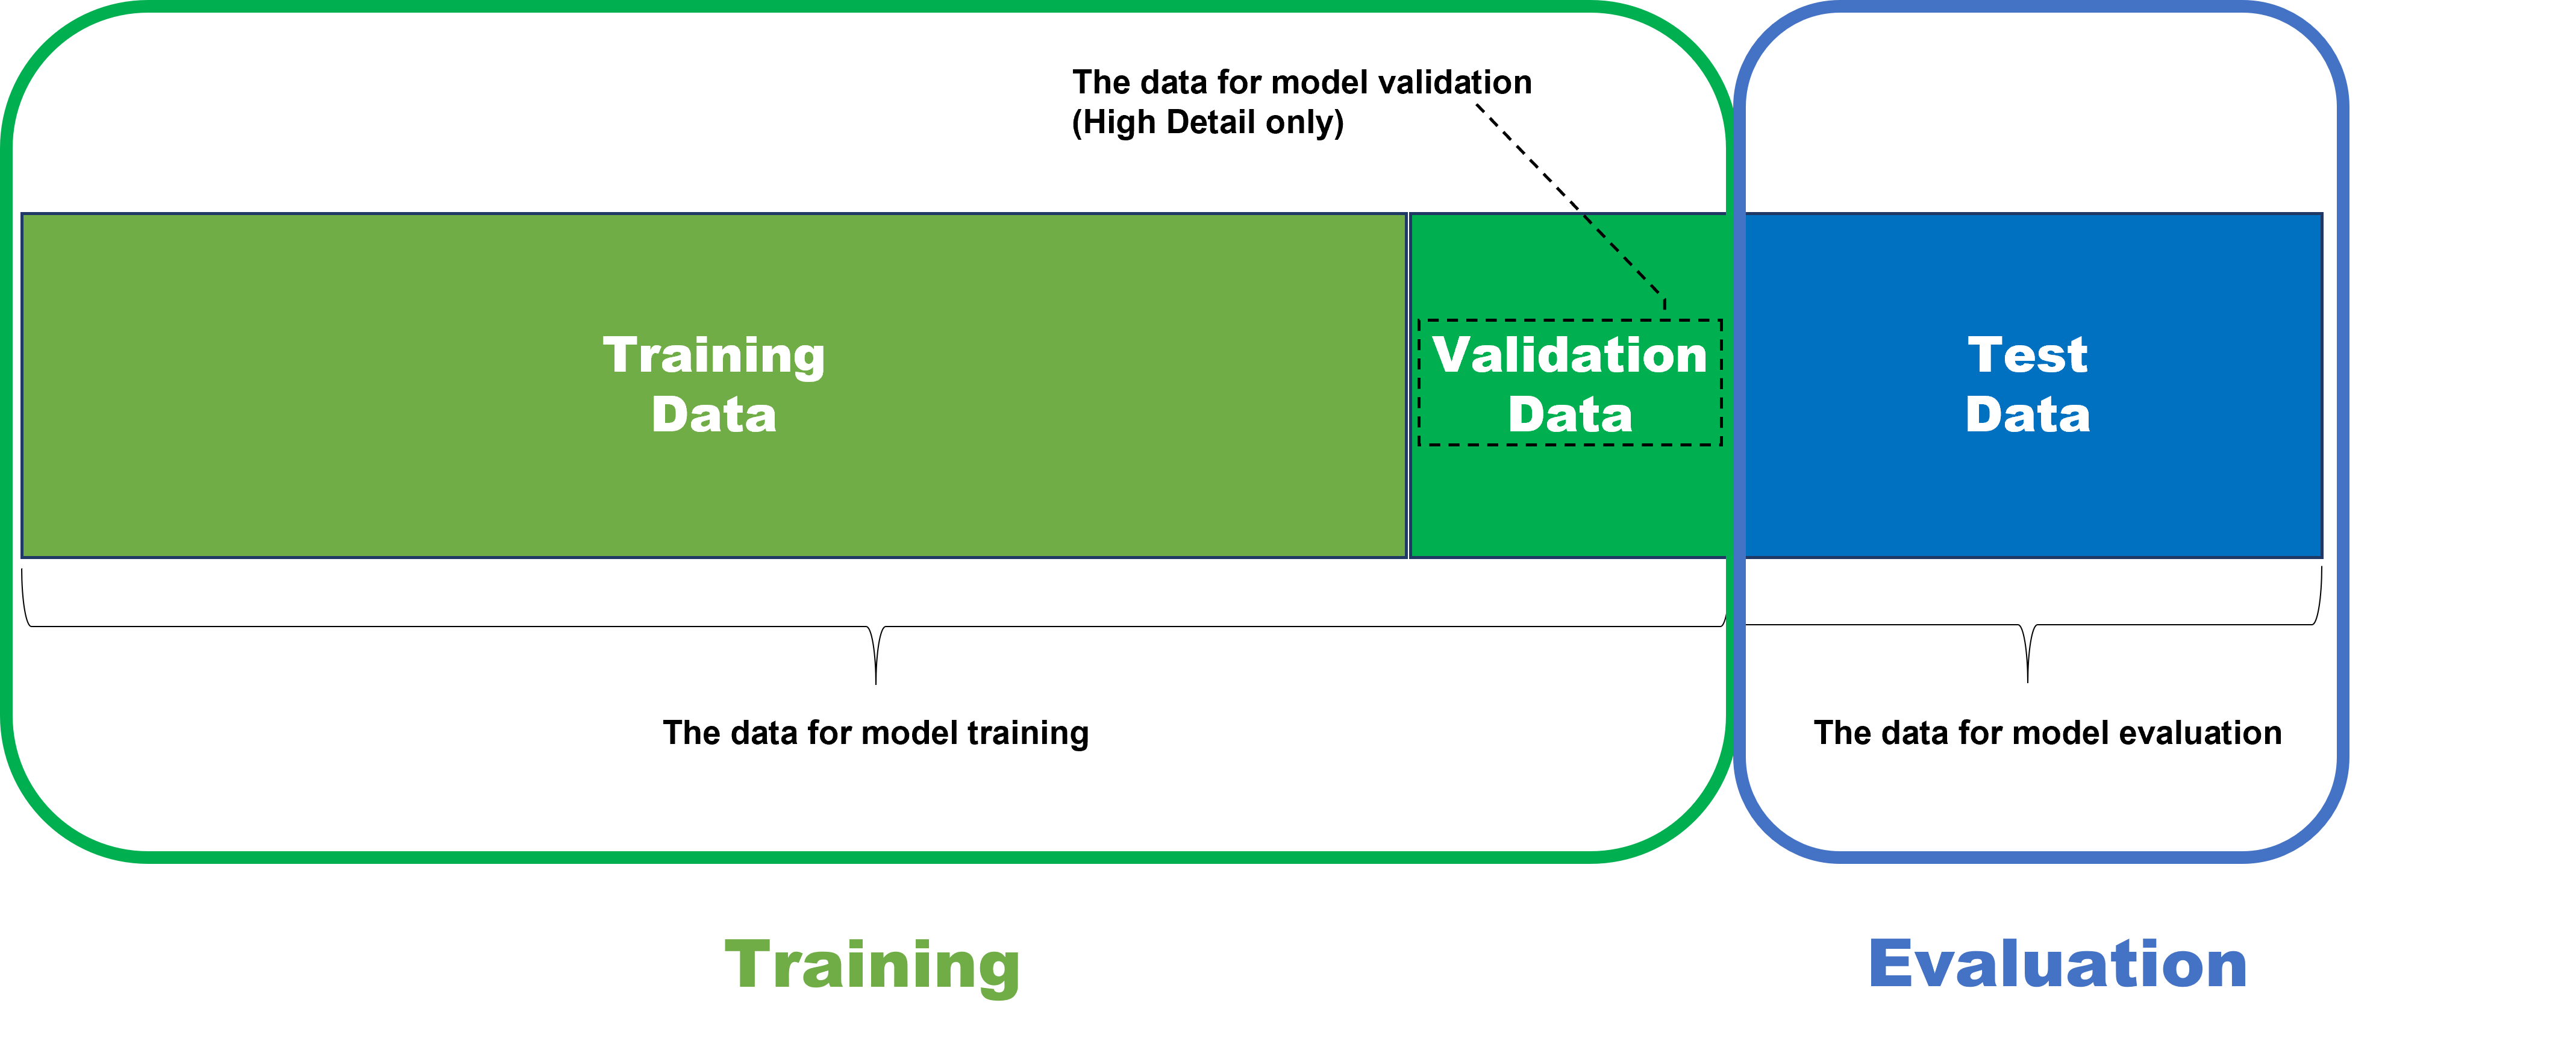 The data for model validation
(High Detail only)
Training
Data
Validation
Data
Test
Data
The data for model training
The data for model evaluation
Training
Evaluation